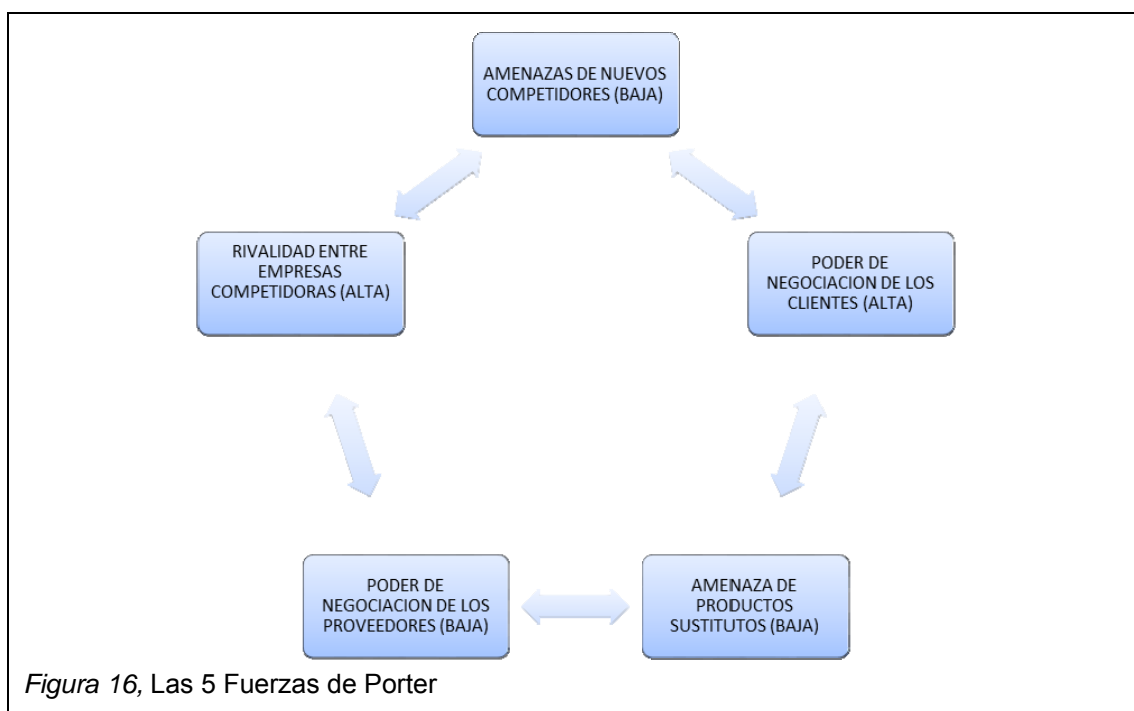 AMENAZAS DE NUEVOS
COMPETIDORES (BAJA)
RIVALIDAD ENTRE
EMPRESAS
COMPETIDORAS (ALTA)
PODER DE
NEGOCIACION DE LOS
CLIENTES (ALTA)
PODER DE
NEGOCIACION DE LOS
PROVEEDORES (BAJA)
AMENAZA DE
PRODUCTOS
SUSTITUTOS (BAJA)
Figura 16, Las 5 Fuerzas de Porter